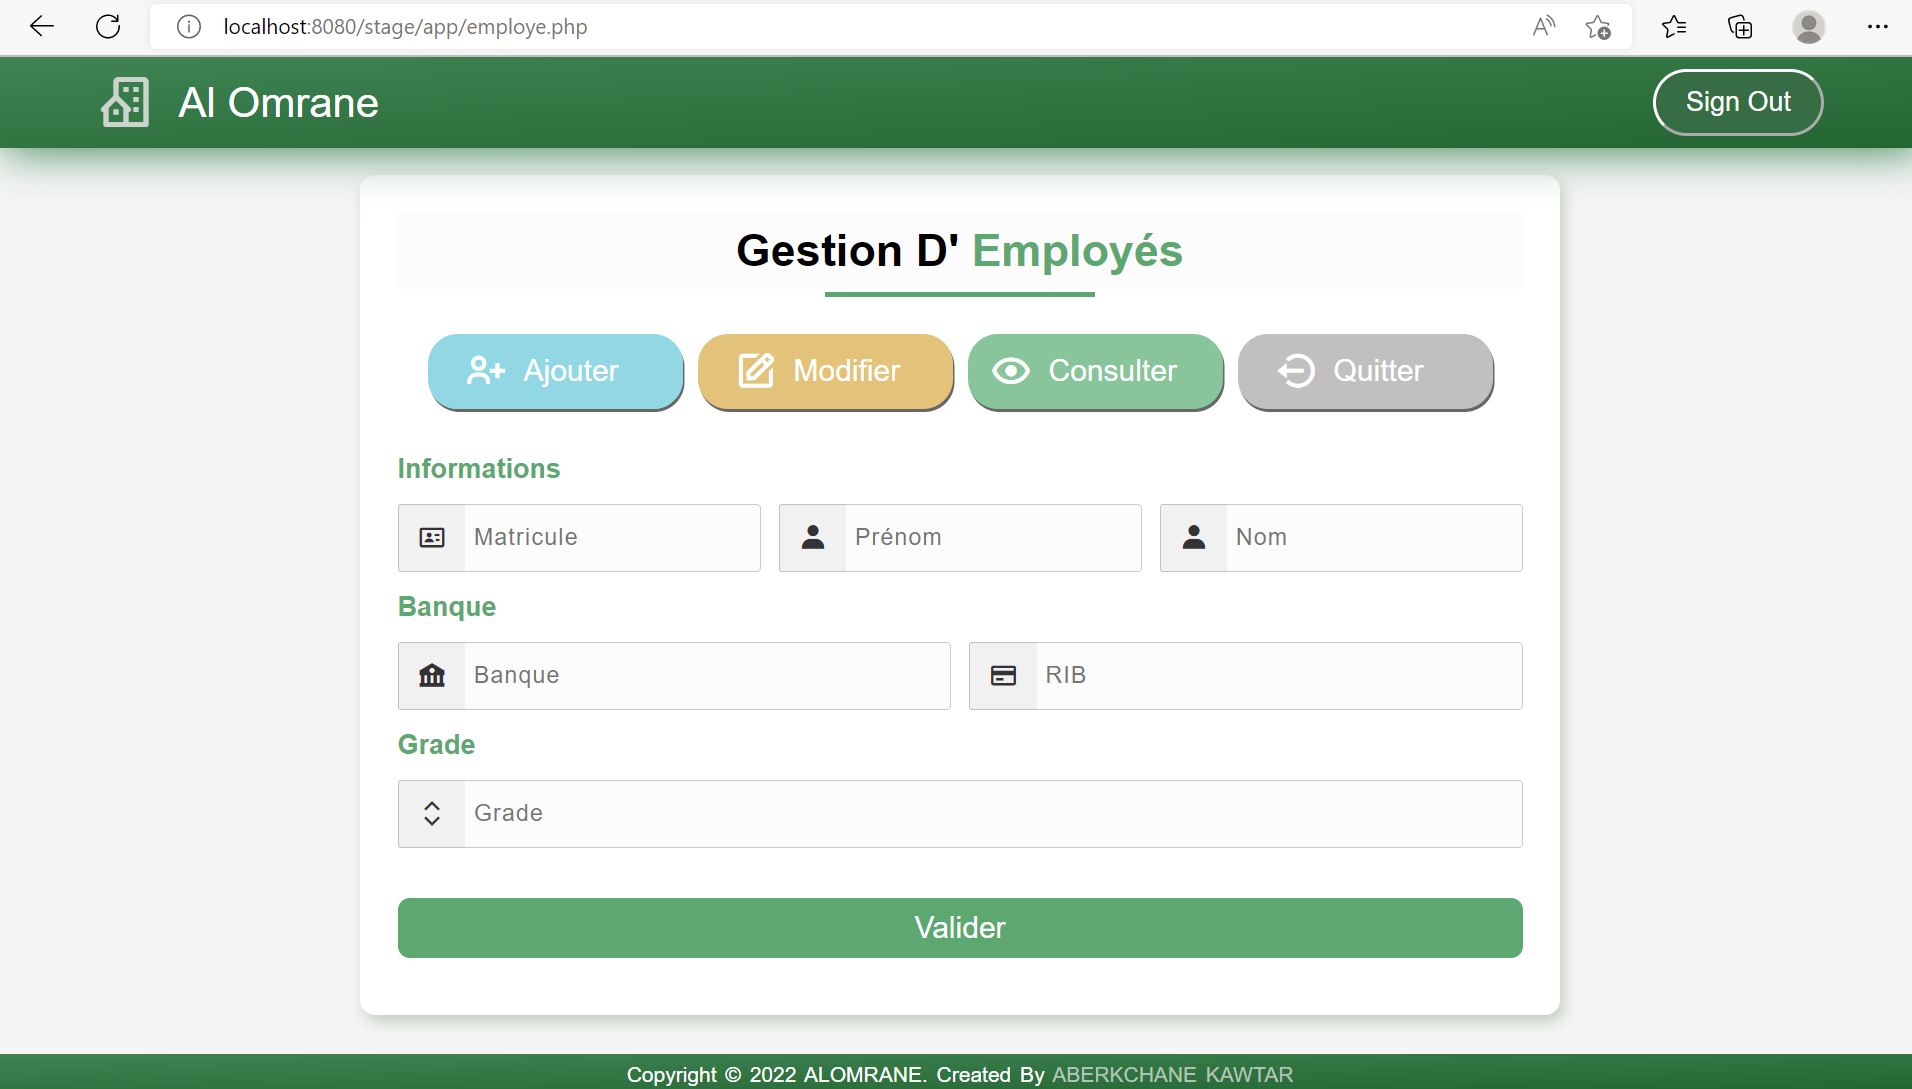 localhost:8080/stage/app/employe.php
Al Omrane
Sign Out
Gestion D' Employés
Ajouter
Modifier
Consulter
Quitter
Informations
Matricule
Prénom
Nom
Banque
Banque
RIB
Grade
Grade
Valider
Copyright © 2022 ALOMRANE. Created By ABERKCHANE KAWTAR